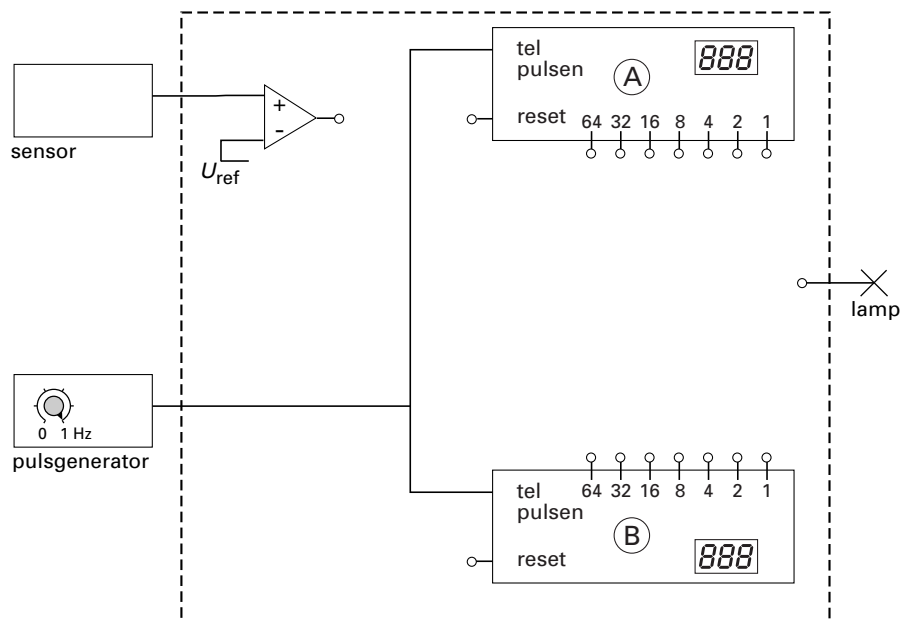 tel
pulsen
A
888
reset
64 32 16 8 4 2 1
+
-
sensor
Uref
lamp
0 1 Hz
pulsgenerator
tel
pulsen
64 32 16 8 4 2 1
B
reset
888